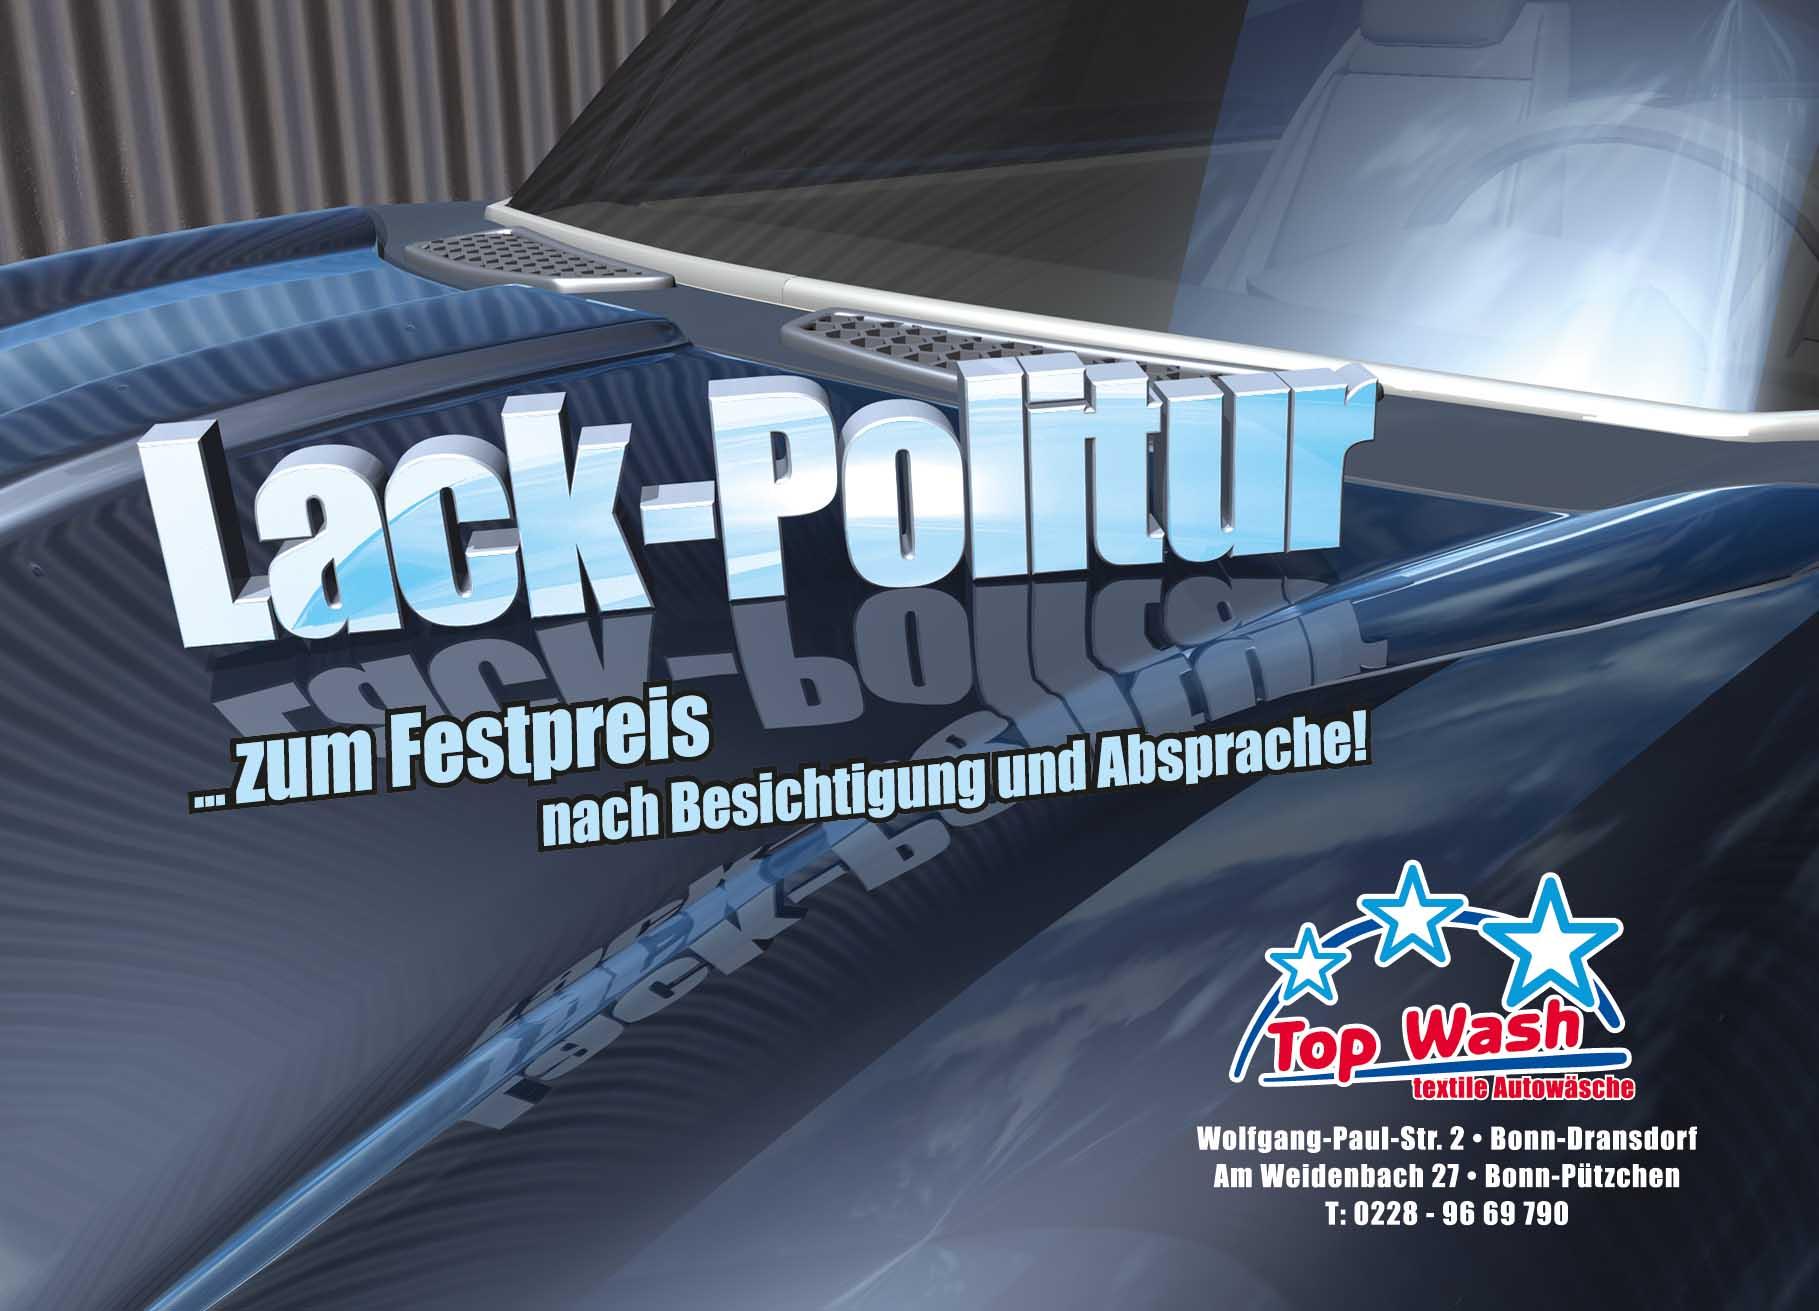 Lack-Politur
... zum Festpreis
nach Besichtigung und Absprache!
Top Wash
textile Autowäsche
Wolfgang-Paul-Str. 2 • Bonn-Dransdorf
Am Weidenbach 27 • Bonn-Pützchen
T: 0228 - 96 69 790